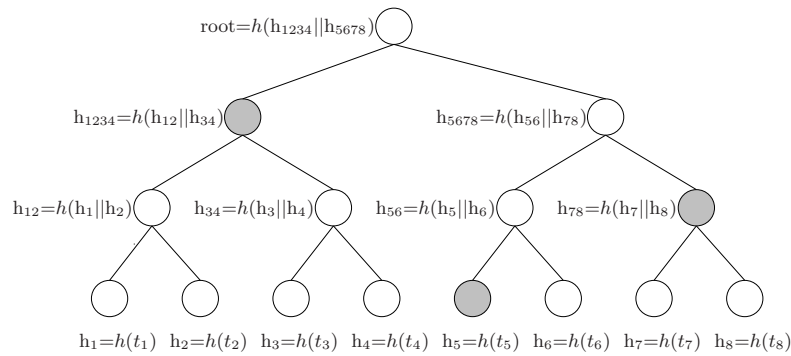 root=h(h₁₂₃₄||h₅₆₇₈)
h₁₂₃₄=h(h₁₂||h₃₄) h₅₆₇₈=h(h₅₆||h₇₈)
h₁₂=h(h₁||h₂) h₃₄=h(h₃||h₄) h₅₆=h(h₅||h₆) h₇₈=h(h₇||h₈)
h₁=h(t₁) h₂=h(t₂) h₃=h(t₃) h₄=h(t₄) h₅=h(t₅) h₆=h(t₆) h₇=h(t₇) h₈=h(t₈)